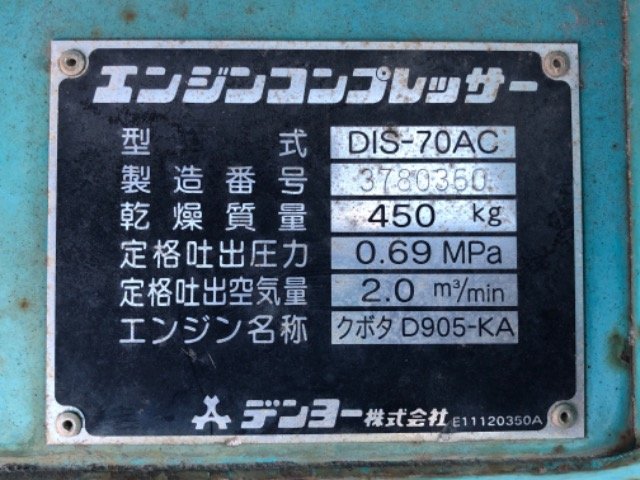 エンジンコンプレッサー
型式 DIS-70AC
製造番号 3780360
乾燥質量 450 kg
定格吐出圧力 0.69 MPa
定格吐出空気量 2.0 m³/min
エンジン名称 クボタ D905-KA
デンヨー株式会社 E11120350A